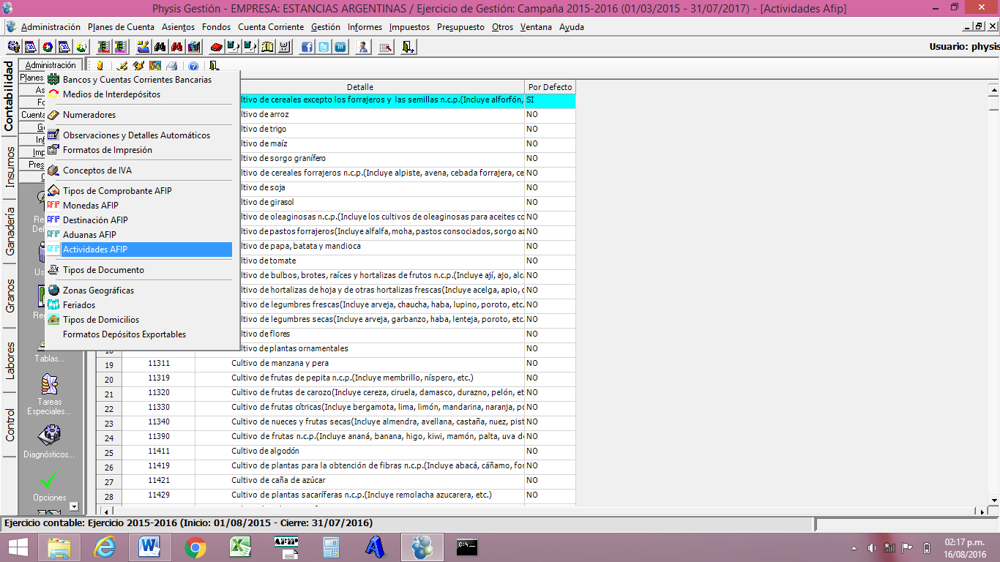 Physis Gestión - EMPRESA: ESTANCIAS ARGENTINAS / Ejercicio de Gestión: Campaña 2015-2016 (01/03/2015 - 31/07/2017) - [Actividades Afip]
Administración Planes de Cuenta Asientos Fondos Cuenta Corriente Gestión Informes Impuestos Presupuesto Otros Ventana Ayuda
Usuario: physis
Contabilidad
Insumos
Ganadería
Granos
Labores
Control
Administración
Planes
As
Fo
Cuenta
G
Inf
Imp
Pres
Re
Def
Us
Re
Tablas...
Tareas
Especiales...
Diagnósticos...
Opciones
Bancos y Cuentas Corrientes Bancarias
Medios de Interdepósitos
Numeradores
Observaciones y Detalles Automáticos
Formatos de Impresión
Conceptos de IVA
Tipos de Comprobante AFIP
AFIP Monedas AFIP
AFIP Destinación AFIP
AFIP Aduanas AFIP
AFIP Actividades AFIP
Tipos de Documento
Zonas Geográficas
Feriados
Tipos de Domicilios
Formatos Depósitos Exportables
Detalle Por Defecto
ltivo de cereales excepto los forrajeros y las semillas n.c.p.(Incluye alforfón, SI
ltivo de arroz NO
ltivo de trigo NO
ltivo de maíz NO
ltivo de sorgo granífero NO
ltivo de cereales forrajeros n.c.p.(Incluye alpiste, avena, cebada forrajera, ce NO
ltivo de soja NO
ltivo de girasol NO
ltivo de oleaginosas n.c.p.(Incluye los cultivos de oleaginosas para aceites co NO
ltivo de pastos forrajeros(Incluye alfalfa, moha, pastos consociados, sorgo az NO
ltivo de papa, batata y mandioca NO
ltivo de tomate NO
ltivo de bulbos, brotes, raíces y hortalizas de frutos n.c.p.(Incluye ají, ajo, alc NO
ltivo de hortalizas de hoja y de otras hortalizas frescas(Incluye acelga, apio, c NO
ltivo de legumbres frescas(Incluye arveja, chaucha, haba, lupino, poroto, etc. NO
ltivo de legumbres secas(Incluye arveja, garbanzo, haba, lenteja, poroto, etc. NO
ltivo de flores NO
18 ltivo de plantas ornamentales NO
19 11311 Cultivo de manzana y pera NO
20 11319 Cultivo de frutas de pepita n.c.p.(Incluye membrillo, níspero, etc.) NO
21 11320 Cultivo de frutas de carozo(Incluye cereza, ciruela, damasco, durazno, pelón, et NO
22 11330 Cultivo de frutas cítricas(Incluye bergamota, lima, limón, mandarina, naranja, po NO
23 11340 Cultivo de nueces y frutas secas(Incluye almendra, avellana, castaña, nuez, pist NO
24 11390 Cultivo de frutas n.c.p.(Incluye ananá, banana, higo, kiwi, mamón, palta, uva de NO
25 11411 Cultivo de algodón NO
26 11419 Cultivo de plantas para la obtención de fibras n.c.p.(Incluye abacá, cáñamo, for NO
27 11421 Cultivo de caña de azúcar NO
28 11429 Cultivo de plantas sacaríferas n.c.p.(Incluye remolacha azucarera, etc.) NO
Ejercicio contable: Ejercicio 2015-2016 (Inicio: 01/08/2015 - Cierre: 31/07/2016)
AFIP
C:\_
02:17 p.m.
16/08/2016